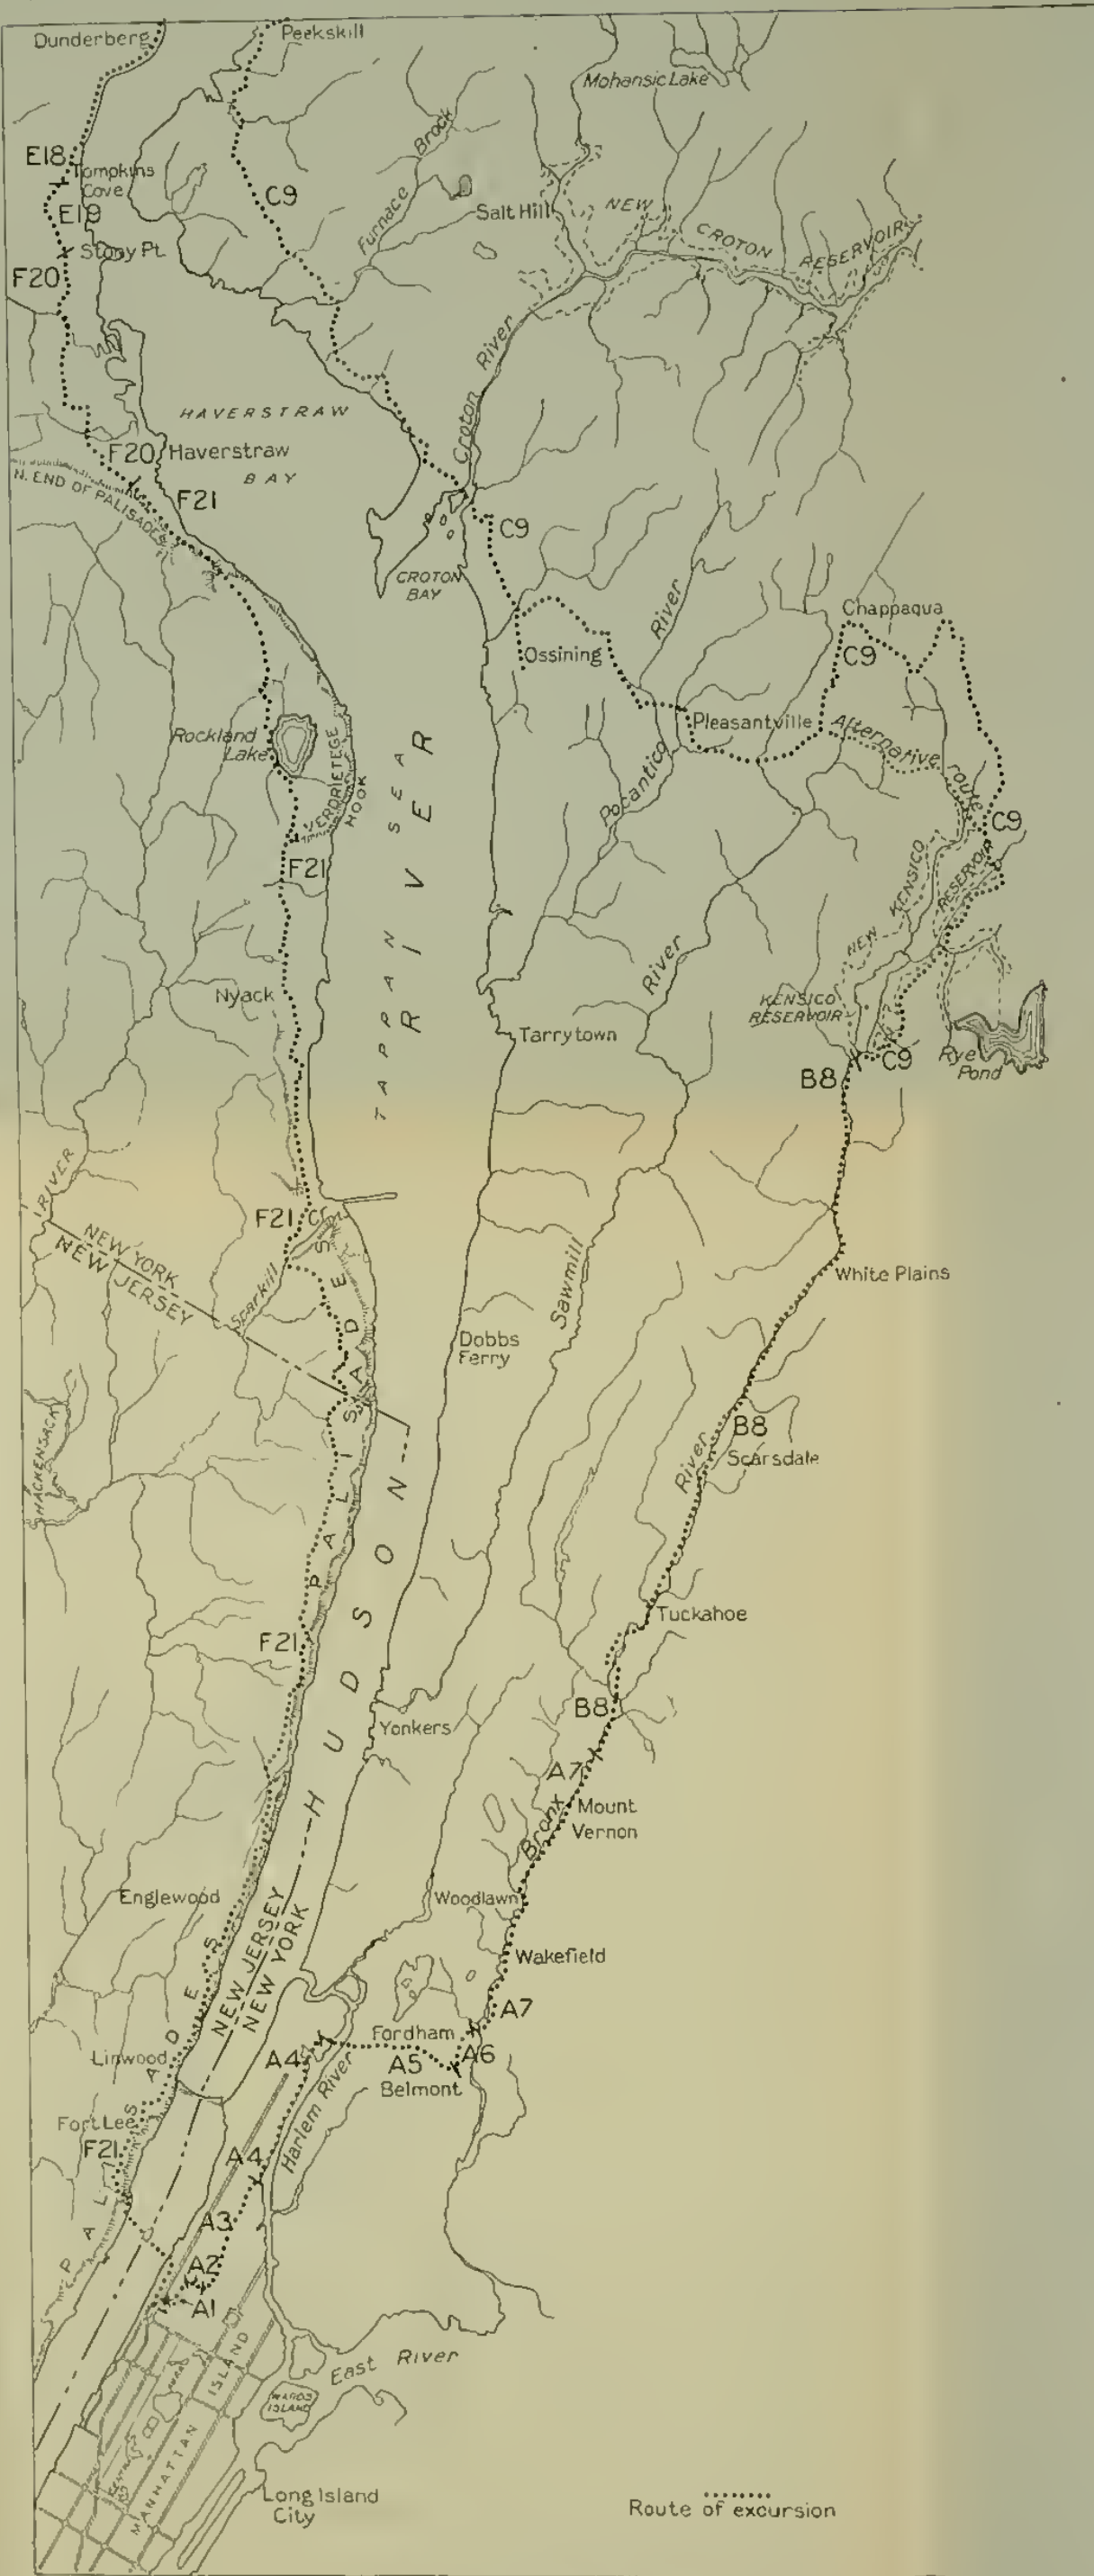 Dunderberg
Peekskill
Mohansic Lake
E18
Tompkins
Cove
E19
C9
Furnace Brock
Salt Hill
NEW CROTON RESERVOIR
Stony Pt.
F20
Croton River
HAVERSTRAW
BAY
F20
Haverstraw
N. END OF PALISADES
F21
C9
CROTON
BAY
River
Chappaqua
C9
Ossining
Pleasantville
Alternative route
Rockland
Lake
VERDRIETEGE
HOOK
TAPPAN SEA
RIVER
Pocantico
C9
F21
NEW KENSICO RESERVOIR
River
Nyack
KENSICO
RESERVOIR
Tarrytown
C9
Rye
Pond
B8
RIVER
F21
NEW YORK
NEW JERSEY
Sparkill
Sawmill
White Plains
Dobbs
Ferry
PALISADES
HACKENSACK
B8
Scarsdale
River
HUDSON
Tuckahoe
F21
B8
Yonkers
A7
Mount
Vernon
Bronx
Englewood
Woodlawn
NEW JERSEY
NEW YORK
Wakefield
A7
Fordham
A6
A5
Belmont
A4
Linwood
PALISADES
Fort Lee
F21
Harlem River
A4
A3
A2
A1
East River
WARDS
ISLAND
MANHATTAN ISLAND
CENTRAL
Long Island
City
Route of excursion